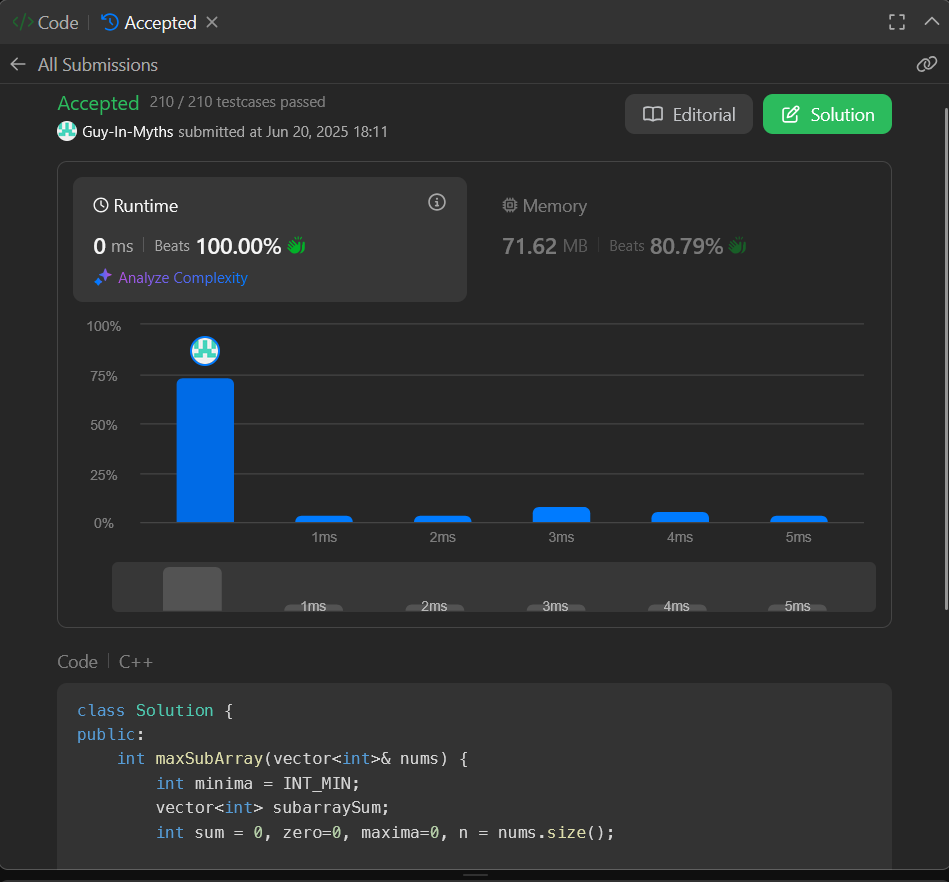 </> Code | Accepted
All Submissions
Accepted 210 / 210 testcases passed
Guy-In-Myths submitted at Jun 20, 2025 18:11
Editorial
Solution
Runtime
0 ms | Beats 100.00%
Analyze Complexity
Memory
71.62 MB | Beats 80.79%
100%
75%
50%
25%
0%
1ms 2ms 3ms 4ms 5ms
1ms 2ms 3ms 4ms 5ms
Code | C++
class Solution {
public:
    int maxSubArray(vector<int>& nums) {
        int minima = INT_MIN;
        vector<int> subarraySum;
        int sum = 0, zero=0, maxima=0, n = nums.size();